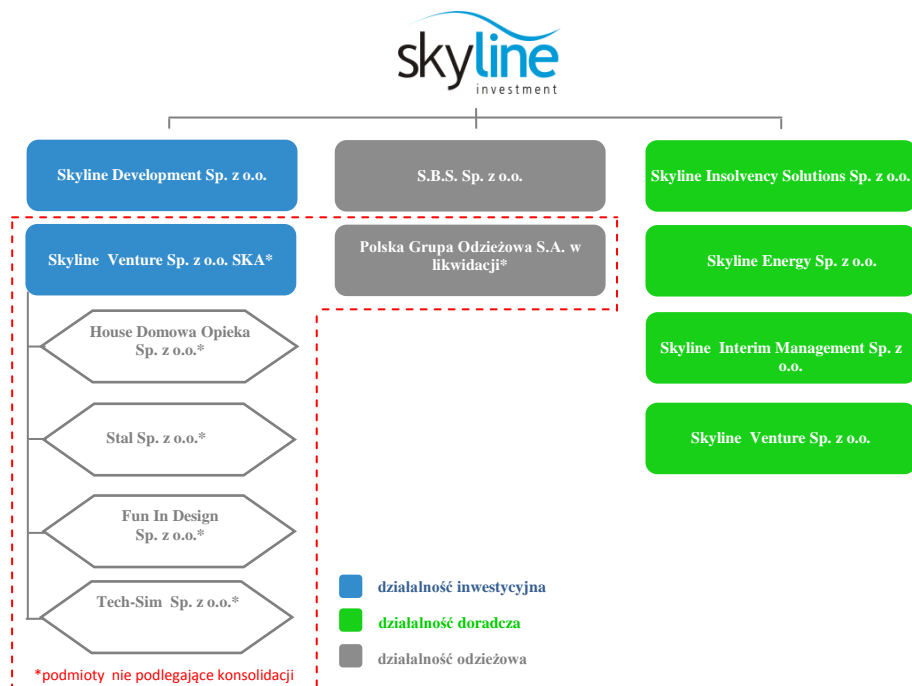 skyline
investment
Skyline Development Sp. z o.o.
S.B.S. Sp. z o.o.
Skyline Insolvency Solutions Sp. z o.o.
Skyline Venture Sp. z o.o. SKA*
Polska Grupa Odzieżowa S.A. w
likwidacji*
Skyline Energy Sp. z o.o.
House Domowa Opieka
Sp. z o.o.*
Skyline Interim Management Sp. z
o.o.
Stal Sp. z o.o.*
Skyline Venture Sp. z o.o.
Fun In Design
Sp. z o.o.*
Tech-Sim Sp. z o.o.*
działalność inwestycyjna
działalność doradcza
działalność odzieżowa
*podmioty nie podlegające konsolidacji